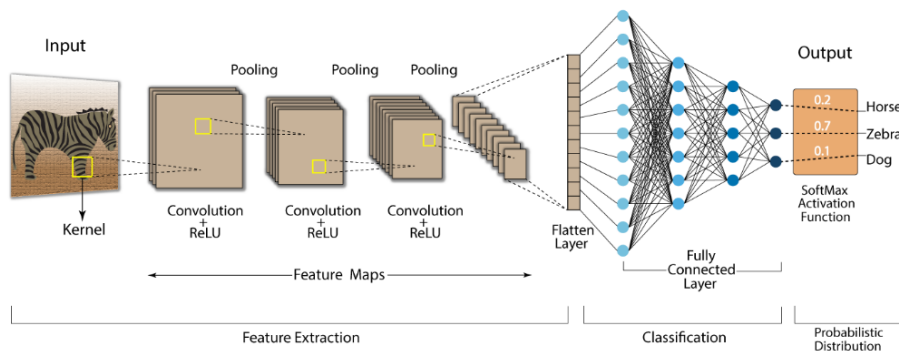 Input
Kernel
Pooling
Pooling
Pooling
Convolution
+
ReLU
Convolution
+
ReLU
Convolution
+
ReLU
Feature Maps
Flatten
Layer
Fully
Connected
Layer
Output
0.2
0.7
0.1
Horse
Zebra
Dog
SoftMax
Activation
Function
Feature Extraction
Classification
Probabilistic
Distribution